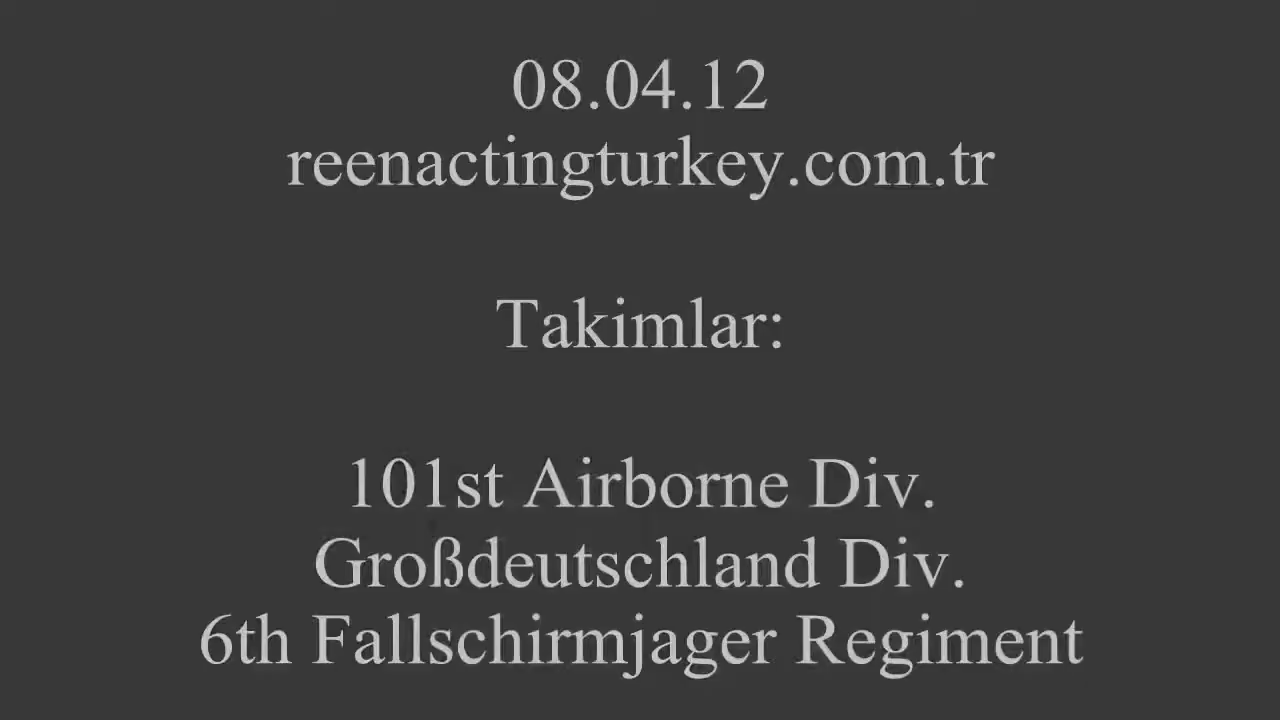 08.04.12
reenactingturkey.com.tr
Takimlar:
101st Airborne Div.
Großdeutschland Div.
6th Fallschirmjager Regiment